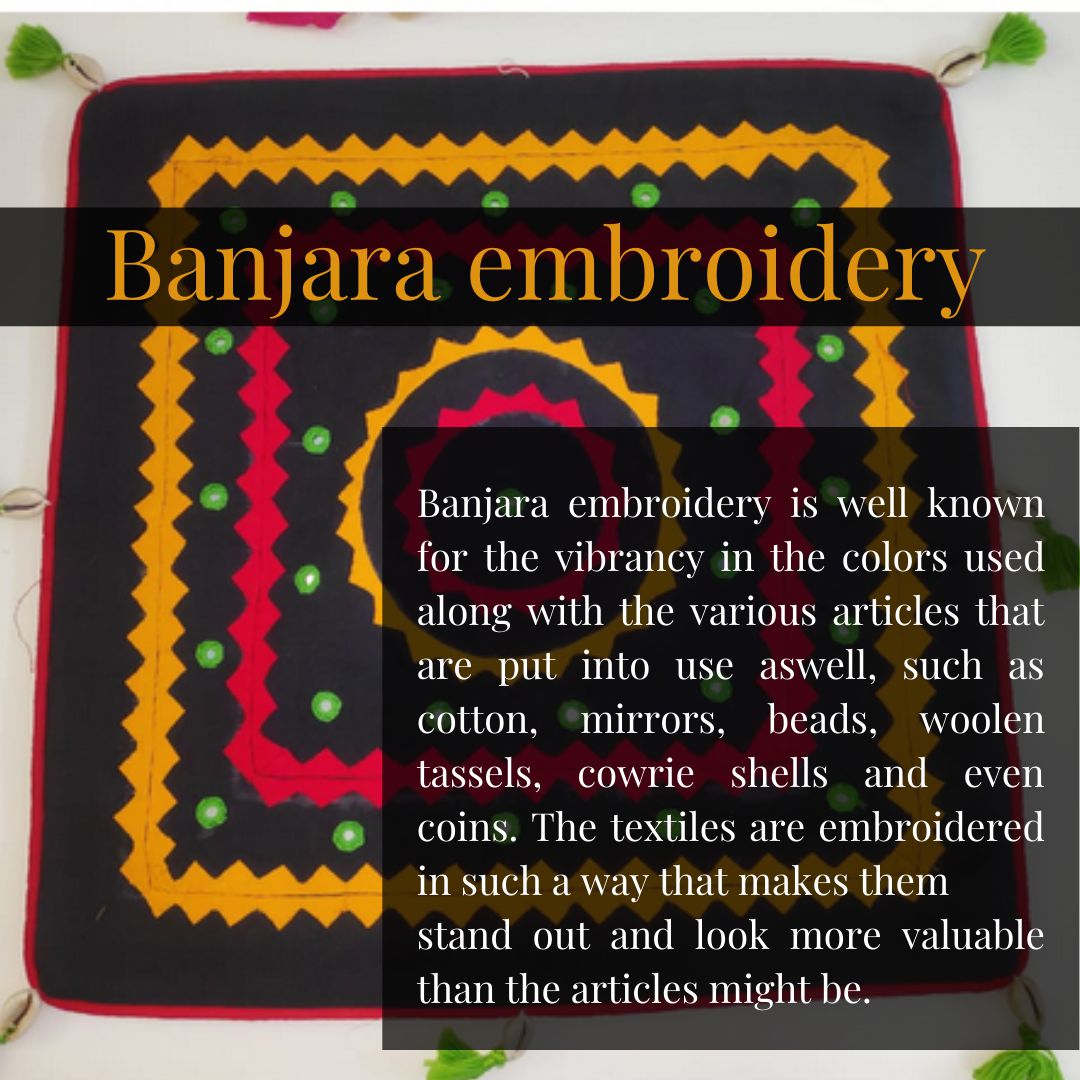 Banjara embroidery
Banjara embroidery is well known
for the vibrancy in the colors used
along with the various articles that
are put into use aswell, such as
cotton, mirrors, beads, woolen
tassels, cowrie shells and even
coins. The textiles are embroidered
in such a way that makes them
stand out and look more valuable
than the articles might be.